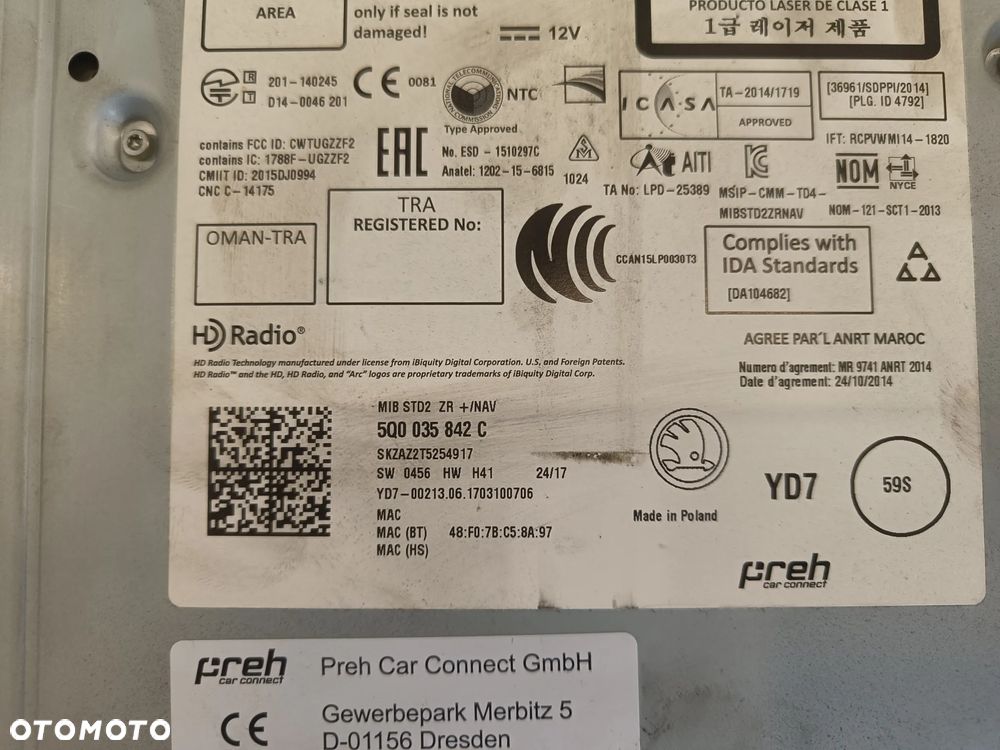 AREA
only if seal is not
damaged!
12V
PRODUCTO LASER DE CLASE 1
1급 레이저 제품
R 201-140245
T D14-0046 201
CE 0081
NATIONAL TELECOMMUNICATIONS COMMISSION
NTC
Type Approved
No. ESD - 1510297C
Anatel: 1202-15-6815
ICASA
TA-2014/1719
APPROVED
[36961/SDPPI/2014]
[PLG. ID 4792]
IFT: RCPVWMI14-1820
contains FCC ID: CWTUGZZF2
contains IC: 1788F-UGZZF2
CMIIT ID: 2015DJ0994
CNC C-14175
EAC
1024
AITI
TA No: LPD-25389
MSIP-CMM-TD4-
MIBSTD2ZRNAV
NOM
NYCE
NOM-121-SCT1-2013
OMAN-TRA
TRA
REGISTERED No:
CCAN15LP0030T3
Complies with
IDA Standards
[DA104682]
HD Radio®
HD Radio Technology manufactured under license from iBiquity Digital Corporation. U.S. and Foreign Patents.
HD Radio™ and the HD, HD Radio, and "Arc" logos are proprietary trademarks of iBiquity Digital Corp.
AGREE PAR´L ANRT MAROC
Numero d'agrement: MR 9741 ANRT 2014
Date d'agrement: 24/10/2014
MIB STD2 ZR +/NAV
5Q0 035 842 C
SKZAZ2T5254917
SW 0456 HW H41 24/17
YD7-00213.06.1703100706
MAC
MAC (BT) 48:F0:7B:C5:8A:97
MAC (HS)
Made in Poland
YD7
59S
preh
car connect
preh
car connect
Preh Car Connect GmbH
CE
Gewerbepark Merbitz 5
D-01156 Dresden
OTOMOTO